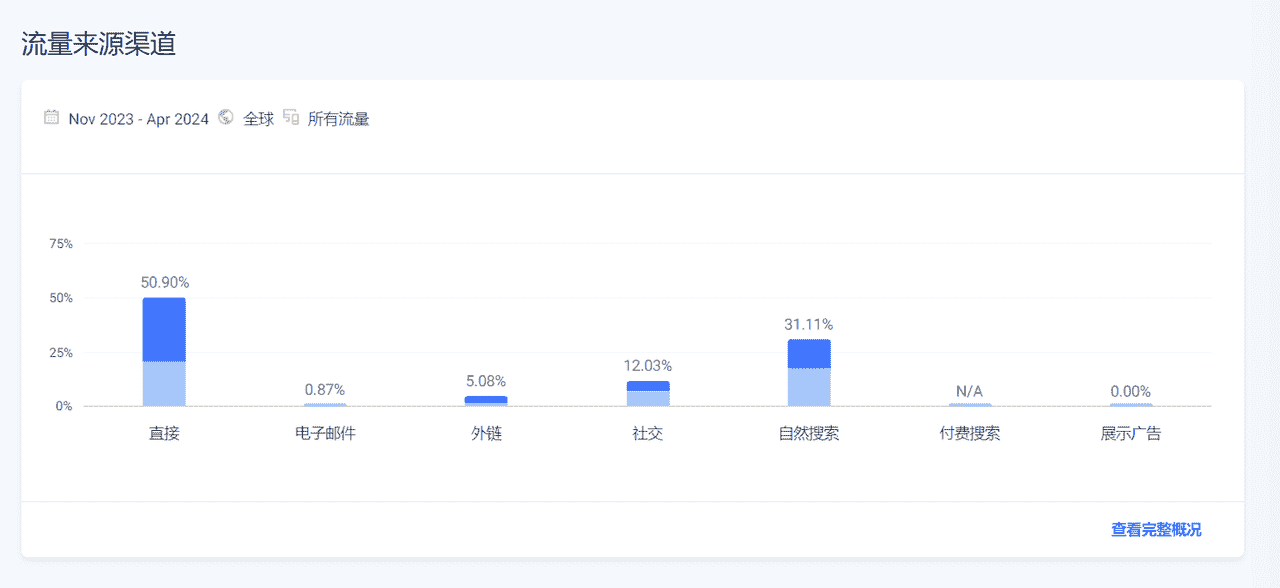 流量来源渠道
Nov 2023 - Apr 2024 全球 所有流量
75%
50%
25%
0%
50.90%
0.87%
5.08%
12.03%
31.11%
N/A
0.00%
直接 电子邮件 外链 社交 自然搜索 付费搜索 展示广告
查看完整概况